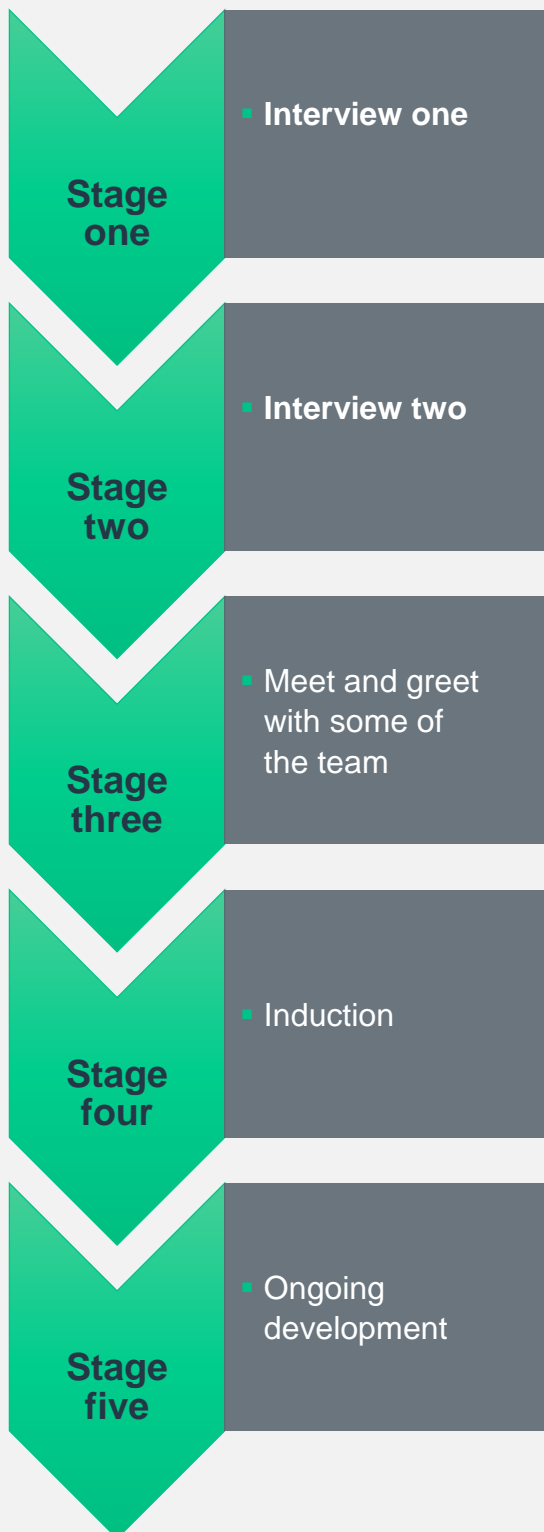 Stage
one
▪ Interview one
Stage
two
▪ Interview two
Stage
three
▪ Meet and greet
with some of
the team
Stage
four
▪ Induction
Stage
five
▪ Ongoing
development